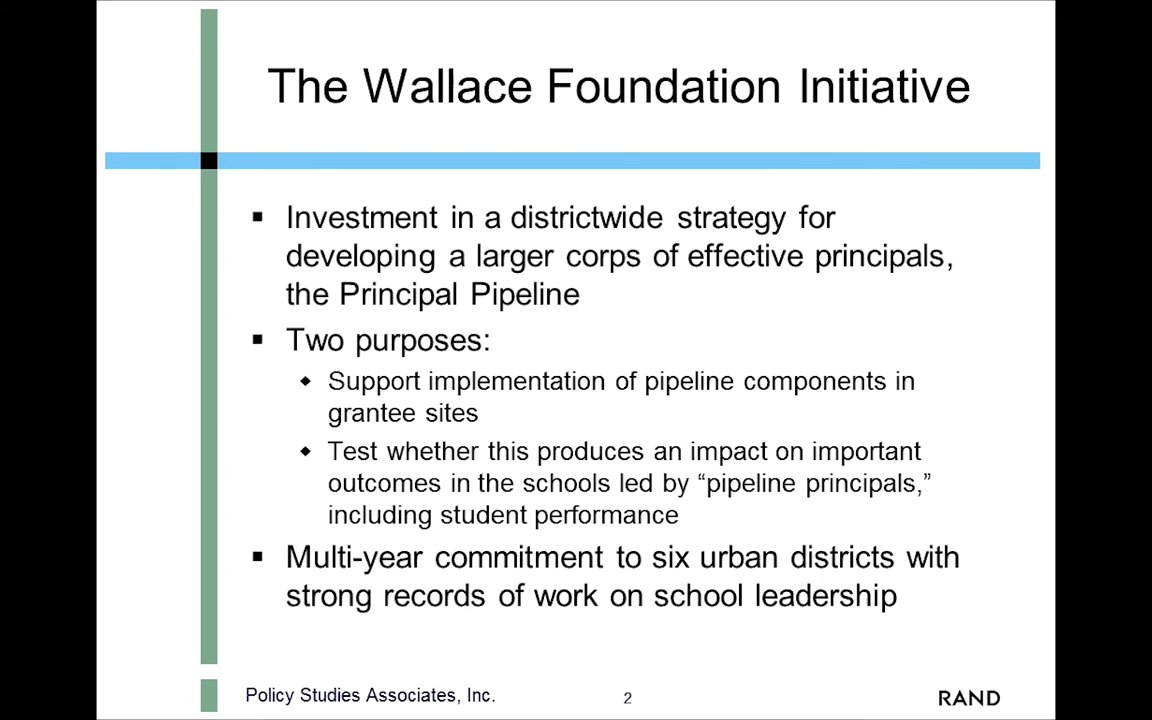 The Wallace Foundation Initiative
▪ Investment in a districtwide strategy for
developing a larger corps of effective principals,
the Principal Pipeline
▪ Two purposes:
◆ Support implementation of pipeline components in
grantee sites
◆ Test whether this produces an impact on important
outcomes in the schools led by “pipeline principals,”
including student performance
▪ Multi-year commitment to six urban districts with
strong records of work on school leadership
Policy Studies Associates, Inc.
2
RAND